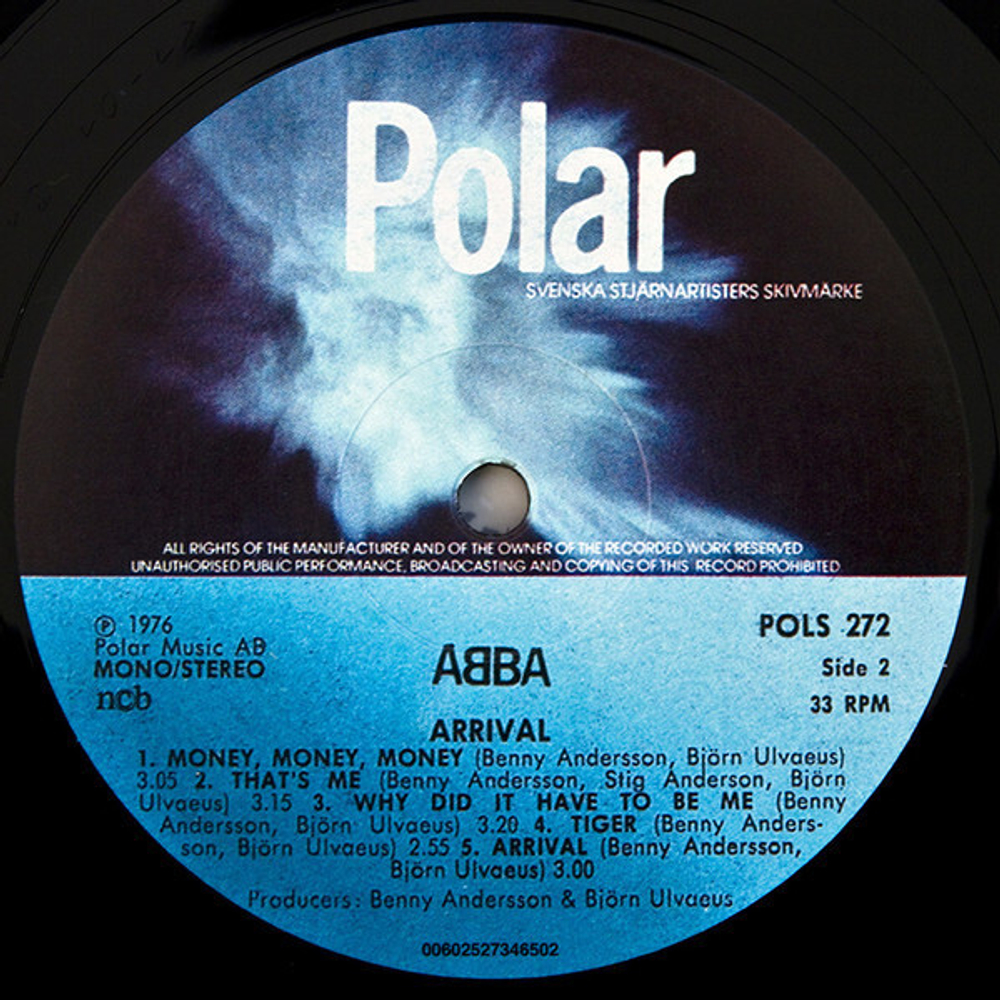 Polar
SVENSKA STJÄRNARTISTERS SKIVMÄRKE
ALL RIGHTS OF THE MANUFACTURER AND OF THE OWNER OF THE RECORDED WORK RESERVED
UNAUTHORISED PUBLIC PERFORMANCE, BROADCASTING AND COPYING OF THIS RECORD PROHIBITED
℗ 1976
Polar Music AB
MONO/STEREO
ncb
POLS 272
Side 2
33 RPM
AᗺBA
ARRIVAL
1. MONEY, MONEY, MONEY (Benny Andersson, Björn Ulvaeus)
3.05 2. THAT'S ME (Benny Andersson, Stig Anderson, Björn
Ulvaeus) 3.15 3. WHY DID IT HAVE TO BE ME (Benny
Andersson, Björn Ulvaeus) 3.20 4. TIGER (Benny Anders-
son, Björn Ulvaeus) 2.55 5. ARRIVAL (Benny Andersson,
Björn Ulvaeus) 3.00
Producers: Benny Andersson & Björn Ulvaeus
00602527346502